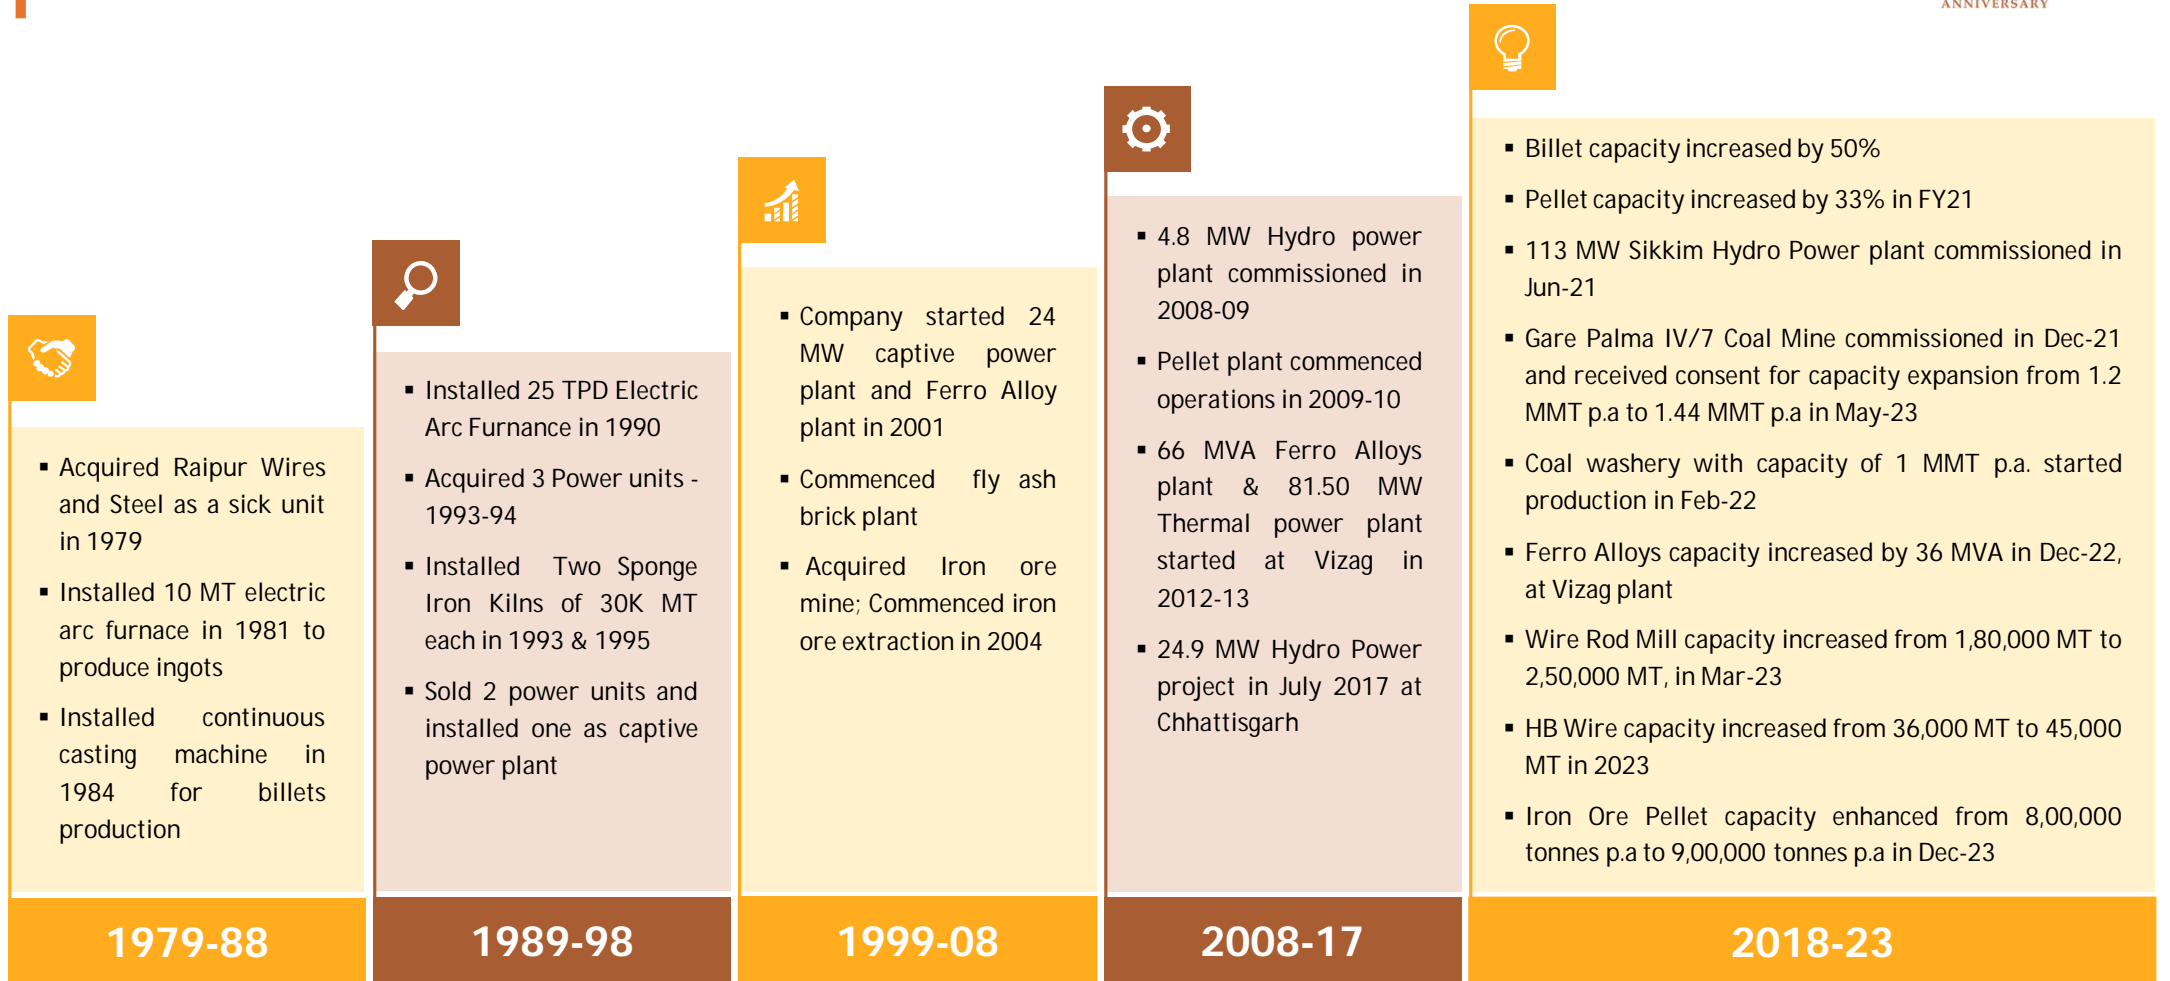 ANNIVERSARY
▪ Acquired Raipur Wires
and Steel as a sick unit
in 1979
▪ Installed 10 MT electric
arc furnace in 1981 to
produce ingots
▪ Installed continuous
casting machine in
1984 for billets
production
1979-88
▪ Installed 25 TPD Electric
Arc Furnance in 1990
▪ Acquired 3 Power units -
1993-94
▪ Installed Two Sponge
Iron Kilns of 30K MT
each in 1993 & 1995
▪ Sold 2 power units and
installed one as captive
power plant
1989-98
▪ Company started 24
MW captive power
plant and Ferro Alloy
plant in 2001
▪ Commenced fly ash
brick plant
▪ Acquired Iron ore
mine; Commenced iron
ore extraction in 2004
1999-08
▪ 4.8 MW Hydro power
plant commissioned in
2008-09
▪ Pellet plant commenced
operations in 2009-10
▪ 66 MVA Ferro Alloys
plant & 81.50 MW
Thermal power plant
started at Vizag in
2012-13
▪ 24.9 MW Hydro Power
project in July 2017 at
Chhattisgarh
2008-17
▪ Billet capacity increased by 50%
▪ Pellet capacity increased by 33% in FY21
▪ 113 MW Sikkim Hydro Power plant commissioned in
Jun-21
▪ Gare Palma IV/7 Coal Mine commissioned in Dec-21
and received consent for capacity expansion from 1.2
MMT p.a to 1.44 MMT p.a in May-23
▪ Coal washery with capacity of 1 MMT p.a. started
production in Feb-22
▪ Ferro Alloys capacity increased by 36 MVA in Dec-22,
at Vizag plant
▪ Wire Rod Mill capacity increased from 1,80,000 MT to
2,50,000 MT, in Mar-23
▪ HB Wire capacity increased from 36,000 MT to 45,000
MT in 2023
▪ Iron Ore Pellet capacity enhanced from 8,00,000
tonnes p.a to 9,00,000 tonnes p.a in Dec-23
2018-23